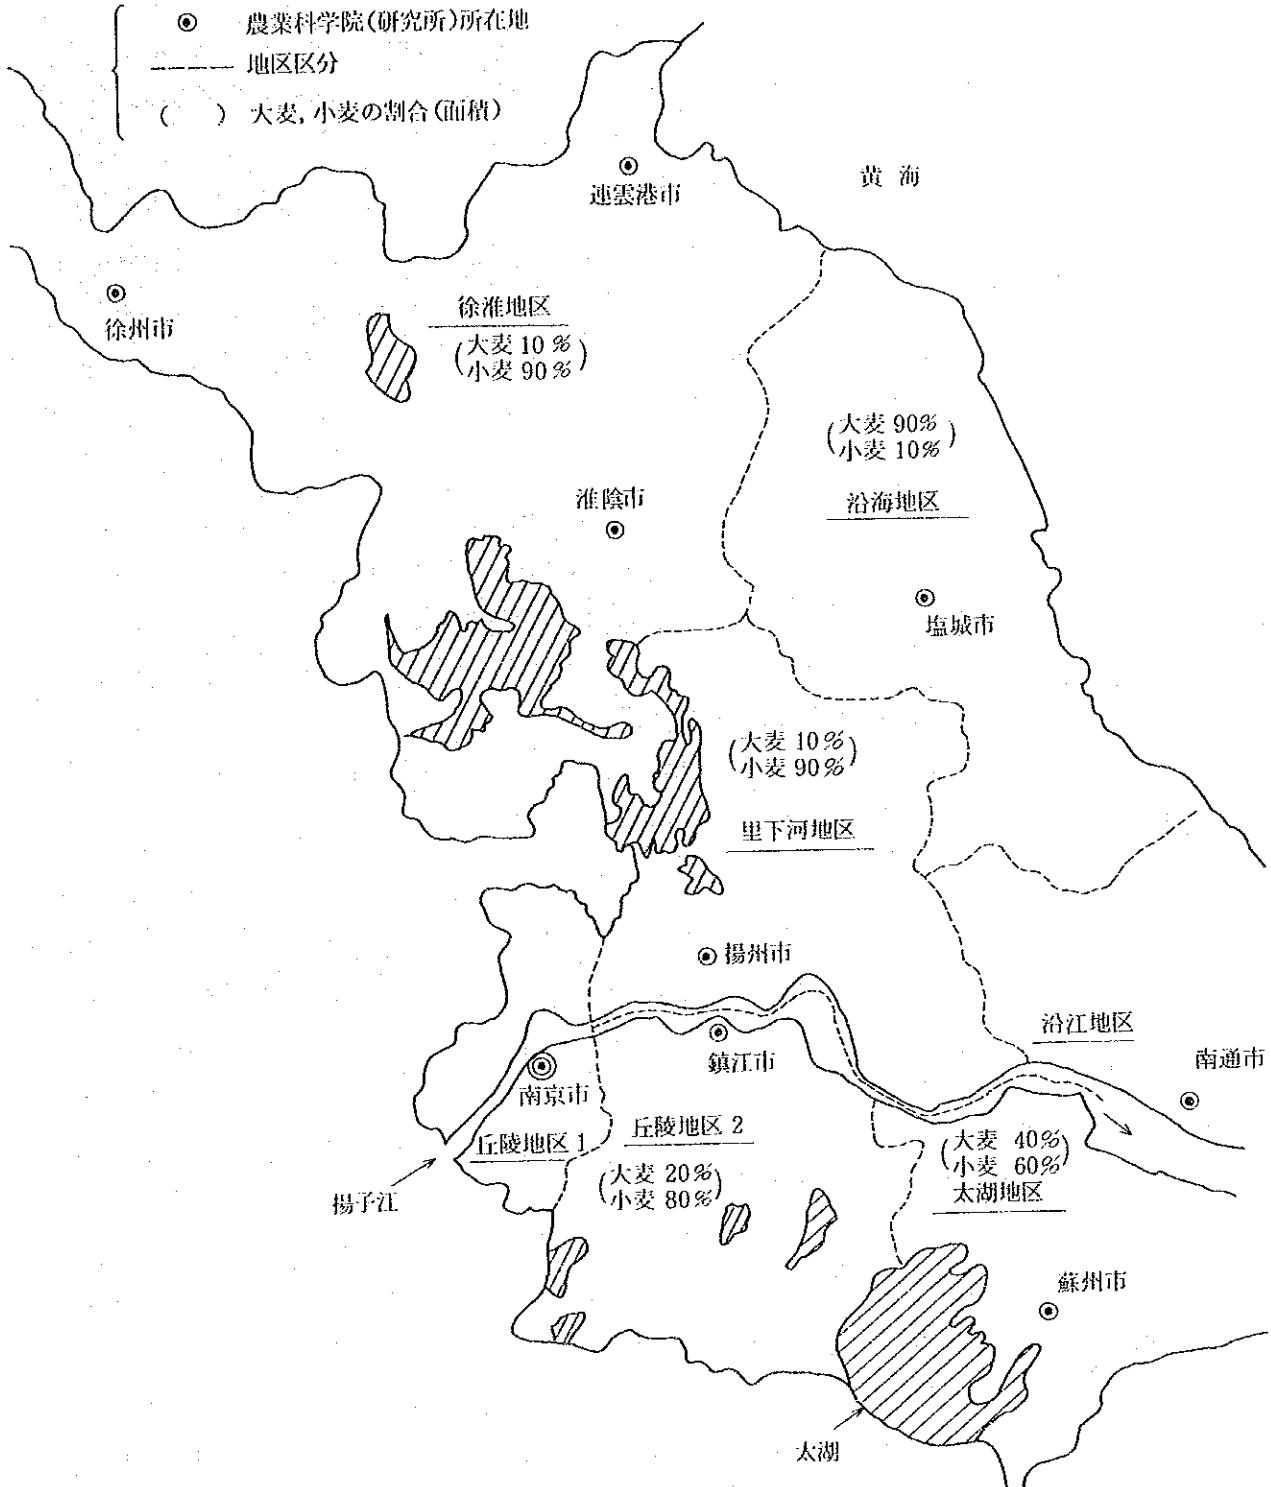 農業科学院(研究所)所在地
地区区分
( ) 大麦,小麦の割合(面積)
連雲港市
黄 海
徐州市
徐淮地区
(大麦 10%
小麦 90%)
(大麦 90%
小麦 10%)
淮陰市
沿海地区
塩城市
(大麦 10%
小麦 90%)
里下河地区
揚州市
沿江地区
鎮江市
南通市
南京市
丘陵地区 1
丘陵地区 2
(大麦 40%
小麦 60%)
(大麦 20%
小麦 80%)
太湖地区
揚子江
蘇州市
太湖